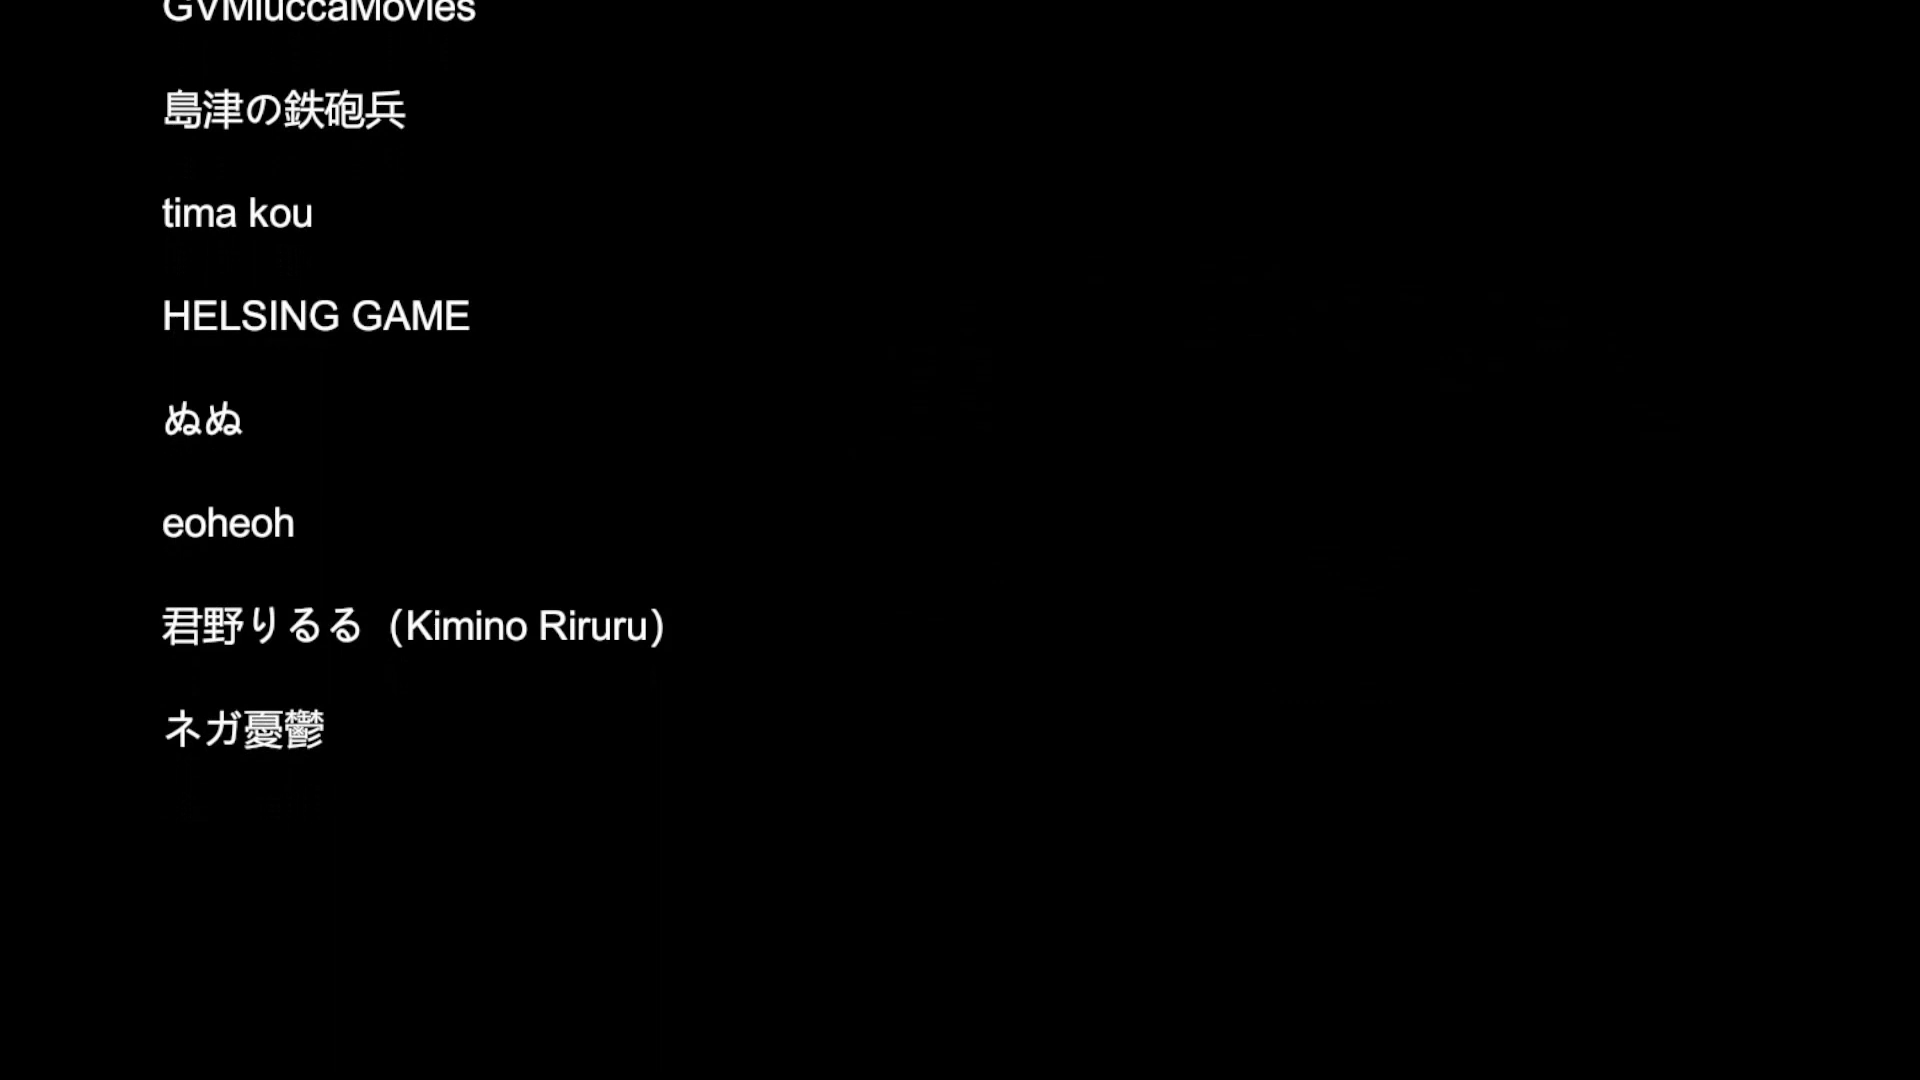 GVMluccaMovies
島津の鉄砲兵
tima kou
HELSING GAME
ぬぬ
eoheoh
君野りるる（Kimino Riruru）
ネガ憂鬱